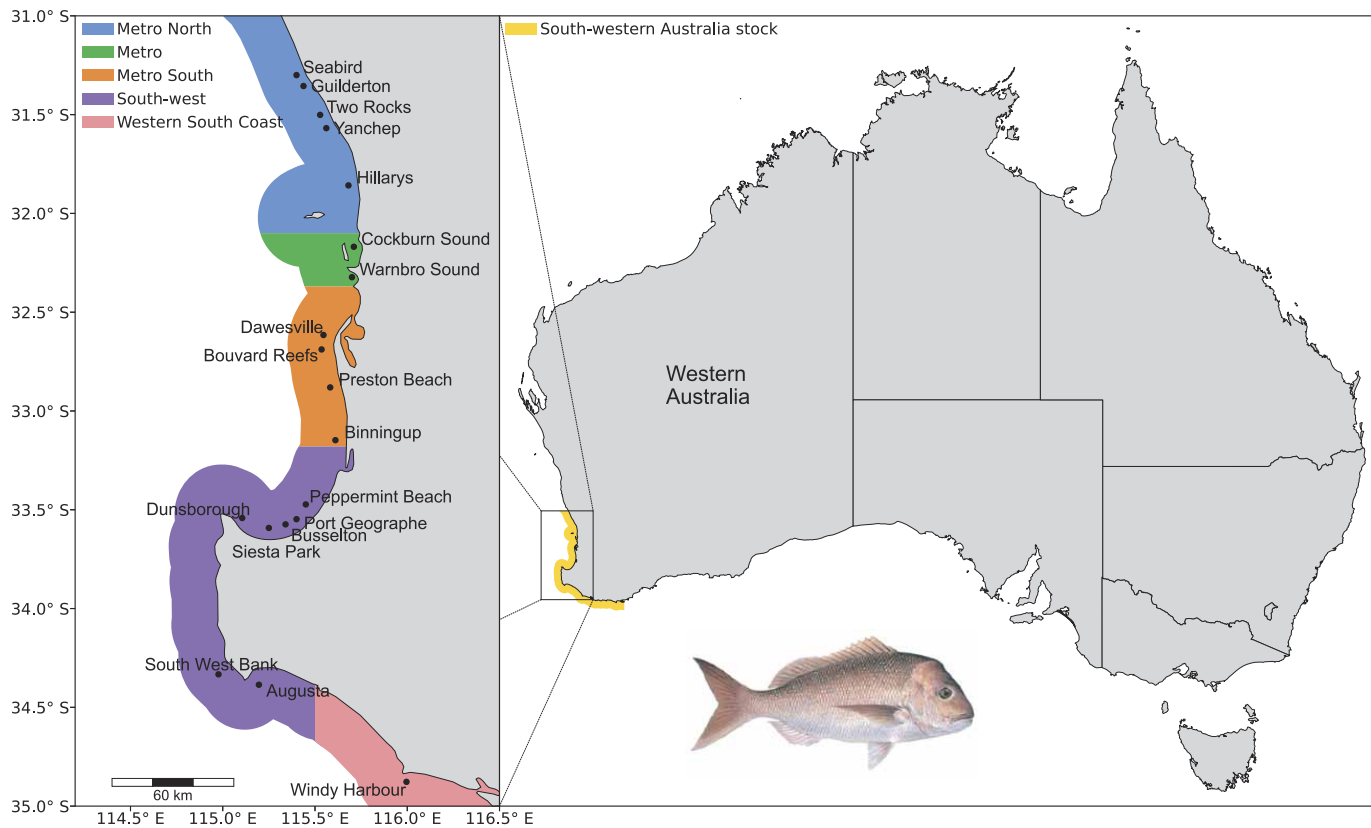 31.0° S
31.5° S
32.0° S
32.5° S
33.0° S
33.5° S
34.0° S
34.5° S
35.0° S
Metro North
Metro
Metro South
South-west
Western South Coast
Seabird
Guilderton
Two Rocks
Yanchep
Hillarys
Cockburn Sound
Warnbro Sound
Dawesville
Bouvard Reefs
Preston Beach
Binningup
Peppermint Beach
Dunsborough
Port Geographe
Busselton
Siesta Park
South West Bank
Augusta
Windy Harbour
60 km
114.5° E
115.0° E
115.5° E
116.0° E
116.5° E
South-western Australia stock
Western
Australia